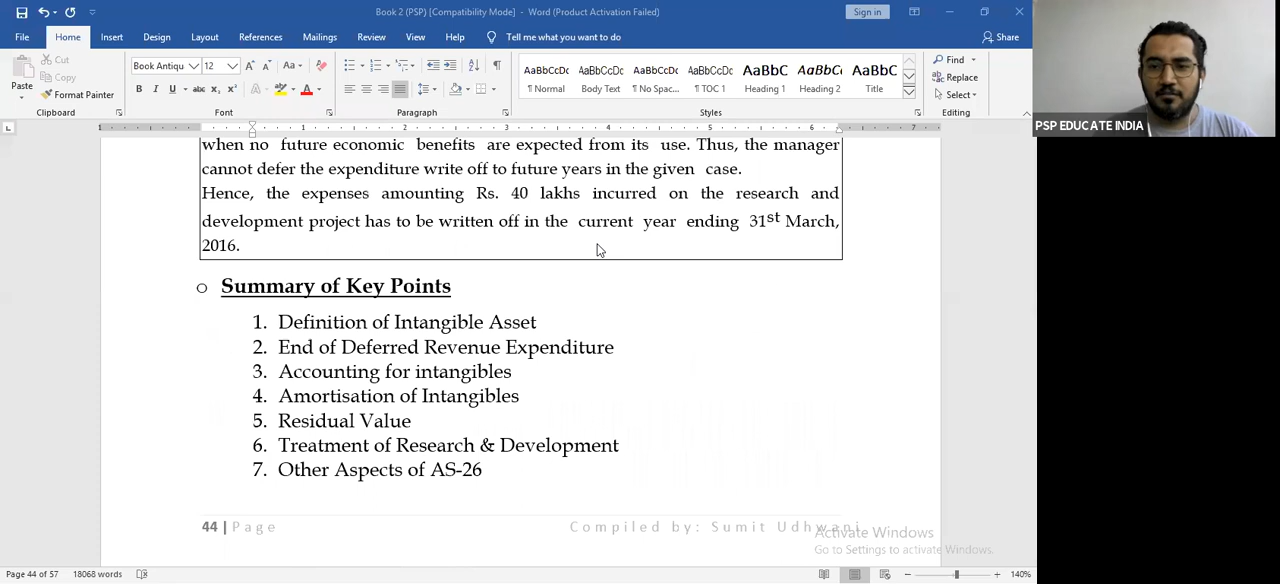 Book 2 (PSP) [Compatibility Mode] - Word (Product Activation Failed)
Sign in
File Home Insert Design Layout References Mailings Review View Help Tell me what you want to do Share
Paste
Cut
Copy
Format Painter
Clipboard
Book Antiqu 12
Font
Paragraph
AaBbCcDc AaBbCcDc AaBbCcDc AaBbCcDc AaBbC AaBbC AaBbC
¶ Normal Body Text ¶ No Spac... ¶ TOC 1 Heading 1 Heading 2 Title
Styles
Find
Replace
Select
Editing
PSP EDUCATE INDIA
1 1 2 3 4 5 6 7
when no future economic benefits are expected from its use. Thus, the manager
cannot defer the expenditure write off to future years in the given case.
Hence, the expenses amounting Rs. 40 lakhs incurred on the research and
development project has to be written off in the current year ending 31st March,
2016.
o Summary of Key Points
1. Definition of Intangible Asset
2. End of Deferred Revenue Expenditure
3. Accounting for intangibles
4. Amortisation of Intangibles
5. Residual Value
6. Treatment of Research & Development
7. Other Aspects of AS-26
44 | Page Compiled by: Sumit Udhwani
Activate Windows
Go to Settings to activate Windows.
Page 44 of 57 18068 words 140%